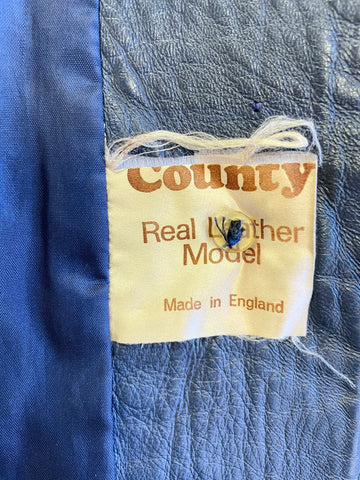 County
Real Leather
Model
Made in England